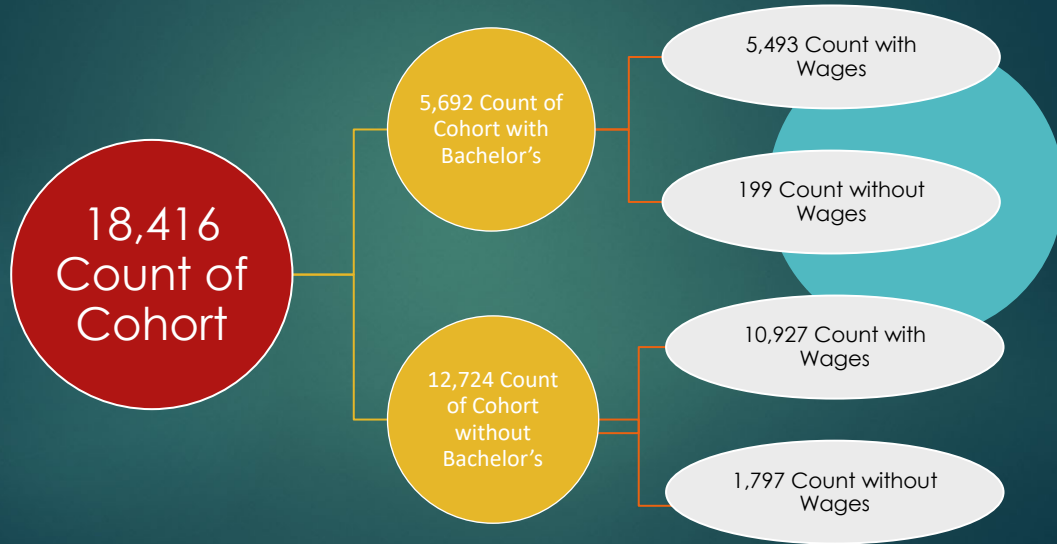 18,416
Count of
Cohort
5,692 Count of
Cohort with
Bachelor’s
12,724 Count
of Cohort
without
Bachelor’s
5,493 Count with
Wages
199 Count without
Wages
10,927 Count with
Wages
1,797 Count without
Wages